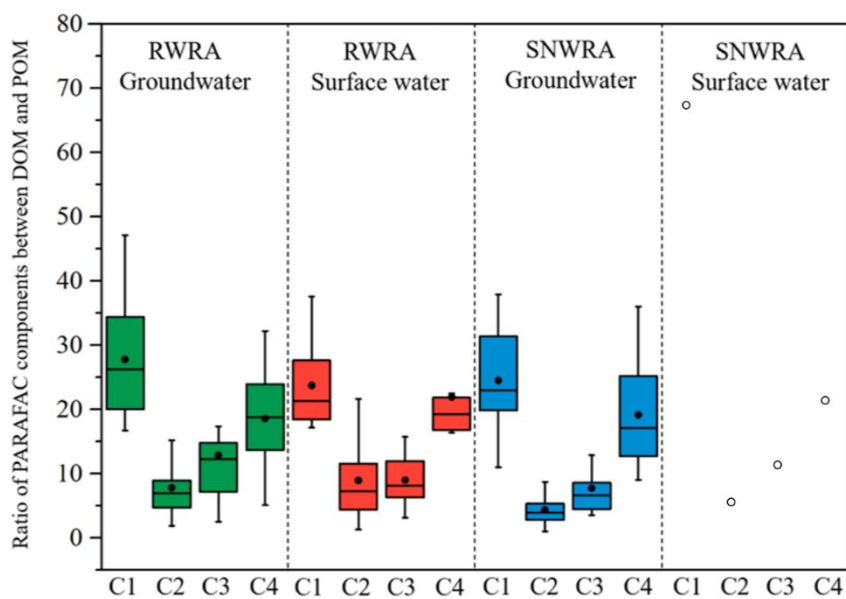 Ratio of PARAFAC components between DOM and POM
80
70
60
50
40
30
20
10
0
RWRA
Groundwater
RWRA
Surface water
SNWRA
Groundwater
SNWRA
Surface water
C1 C2 C3 C4 C1 C2 C3 C4 C1 C2 C3 C4 C1 C2 C3 C4